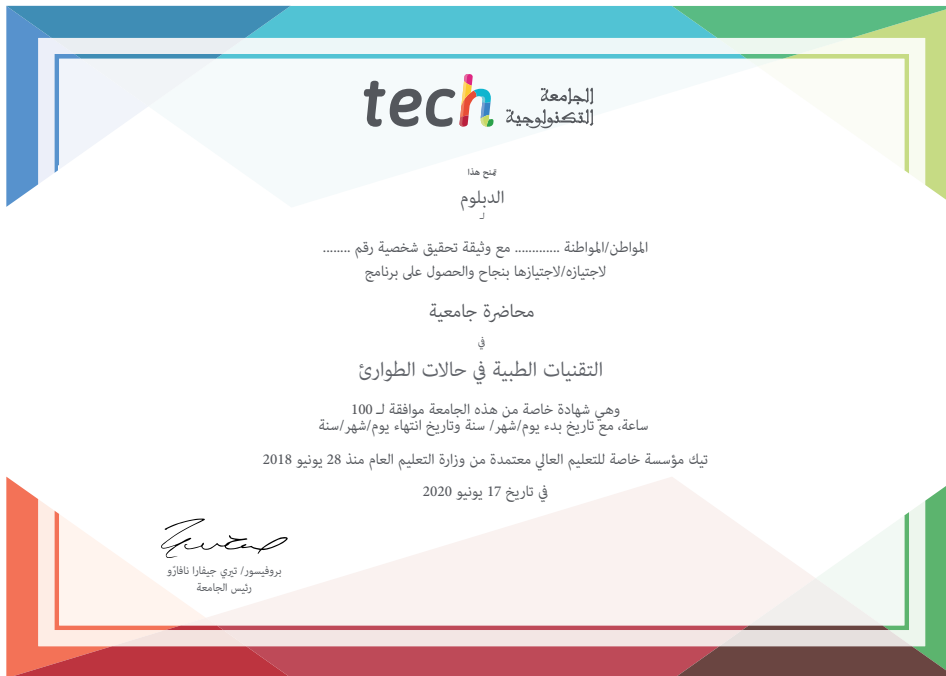 tech الجامعة
التكنولوجية
يمنح هذا
الدبلوم
لـ
المواطن/المواطنة ............. مع وثيقة تحقيق شخصية رقم ........
لاجتيازه/لاجتيازها بنجاح والحصول على برنامج
محاضرة جامعية
في
التقنيات الطبية في حالات الطوارئ
وهي شهادة خاصة من هذه الجامعة موافقة لـ 100
ساعة، مع تاريخ بدء يوم/شهر/ سنة وتاريخ انتهاء يوم/شهر/سنة
تيك مؤسسة خاصة للتعليم العالي معتمدة من وزارة التعليم العام منذ 28 يونيو 2018
في تاريخ 17 يونيو 2020
بروفيسور/ تيري جيفارا نافارّو
رئيس الجامعة